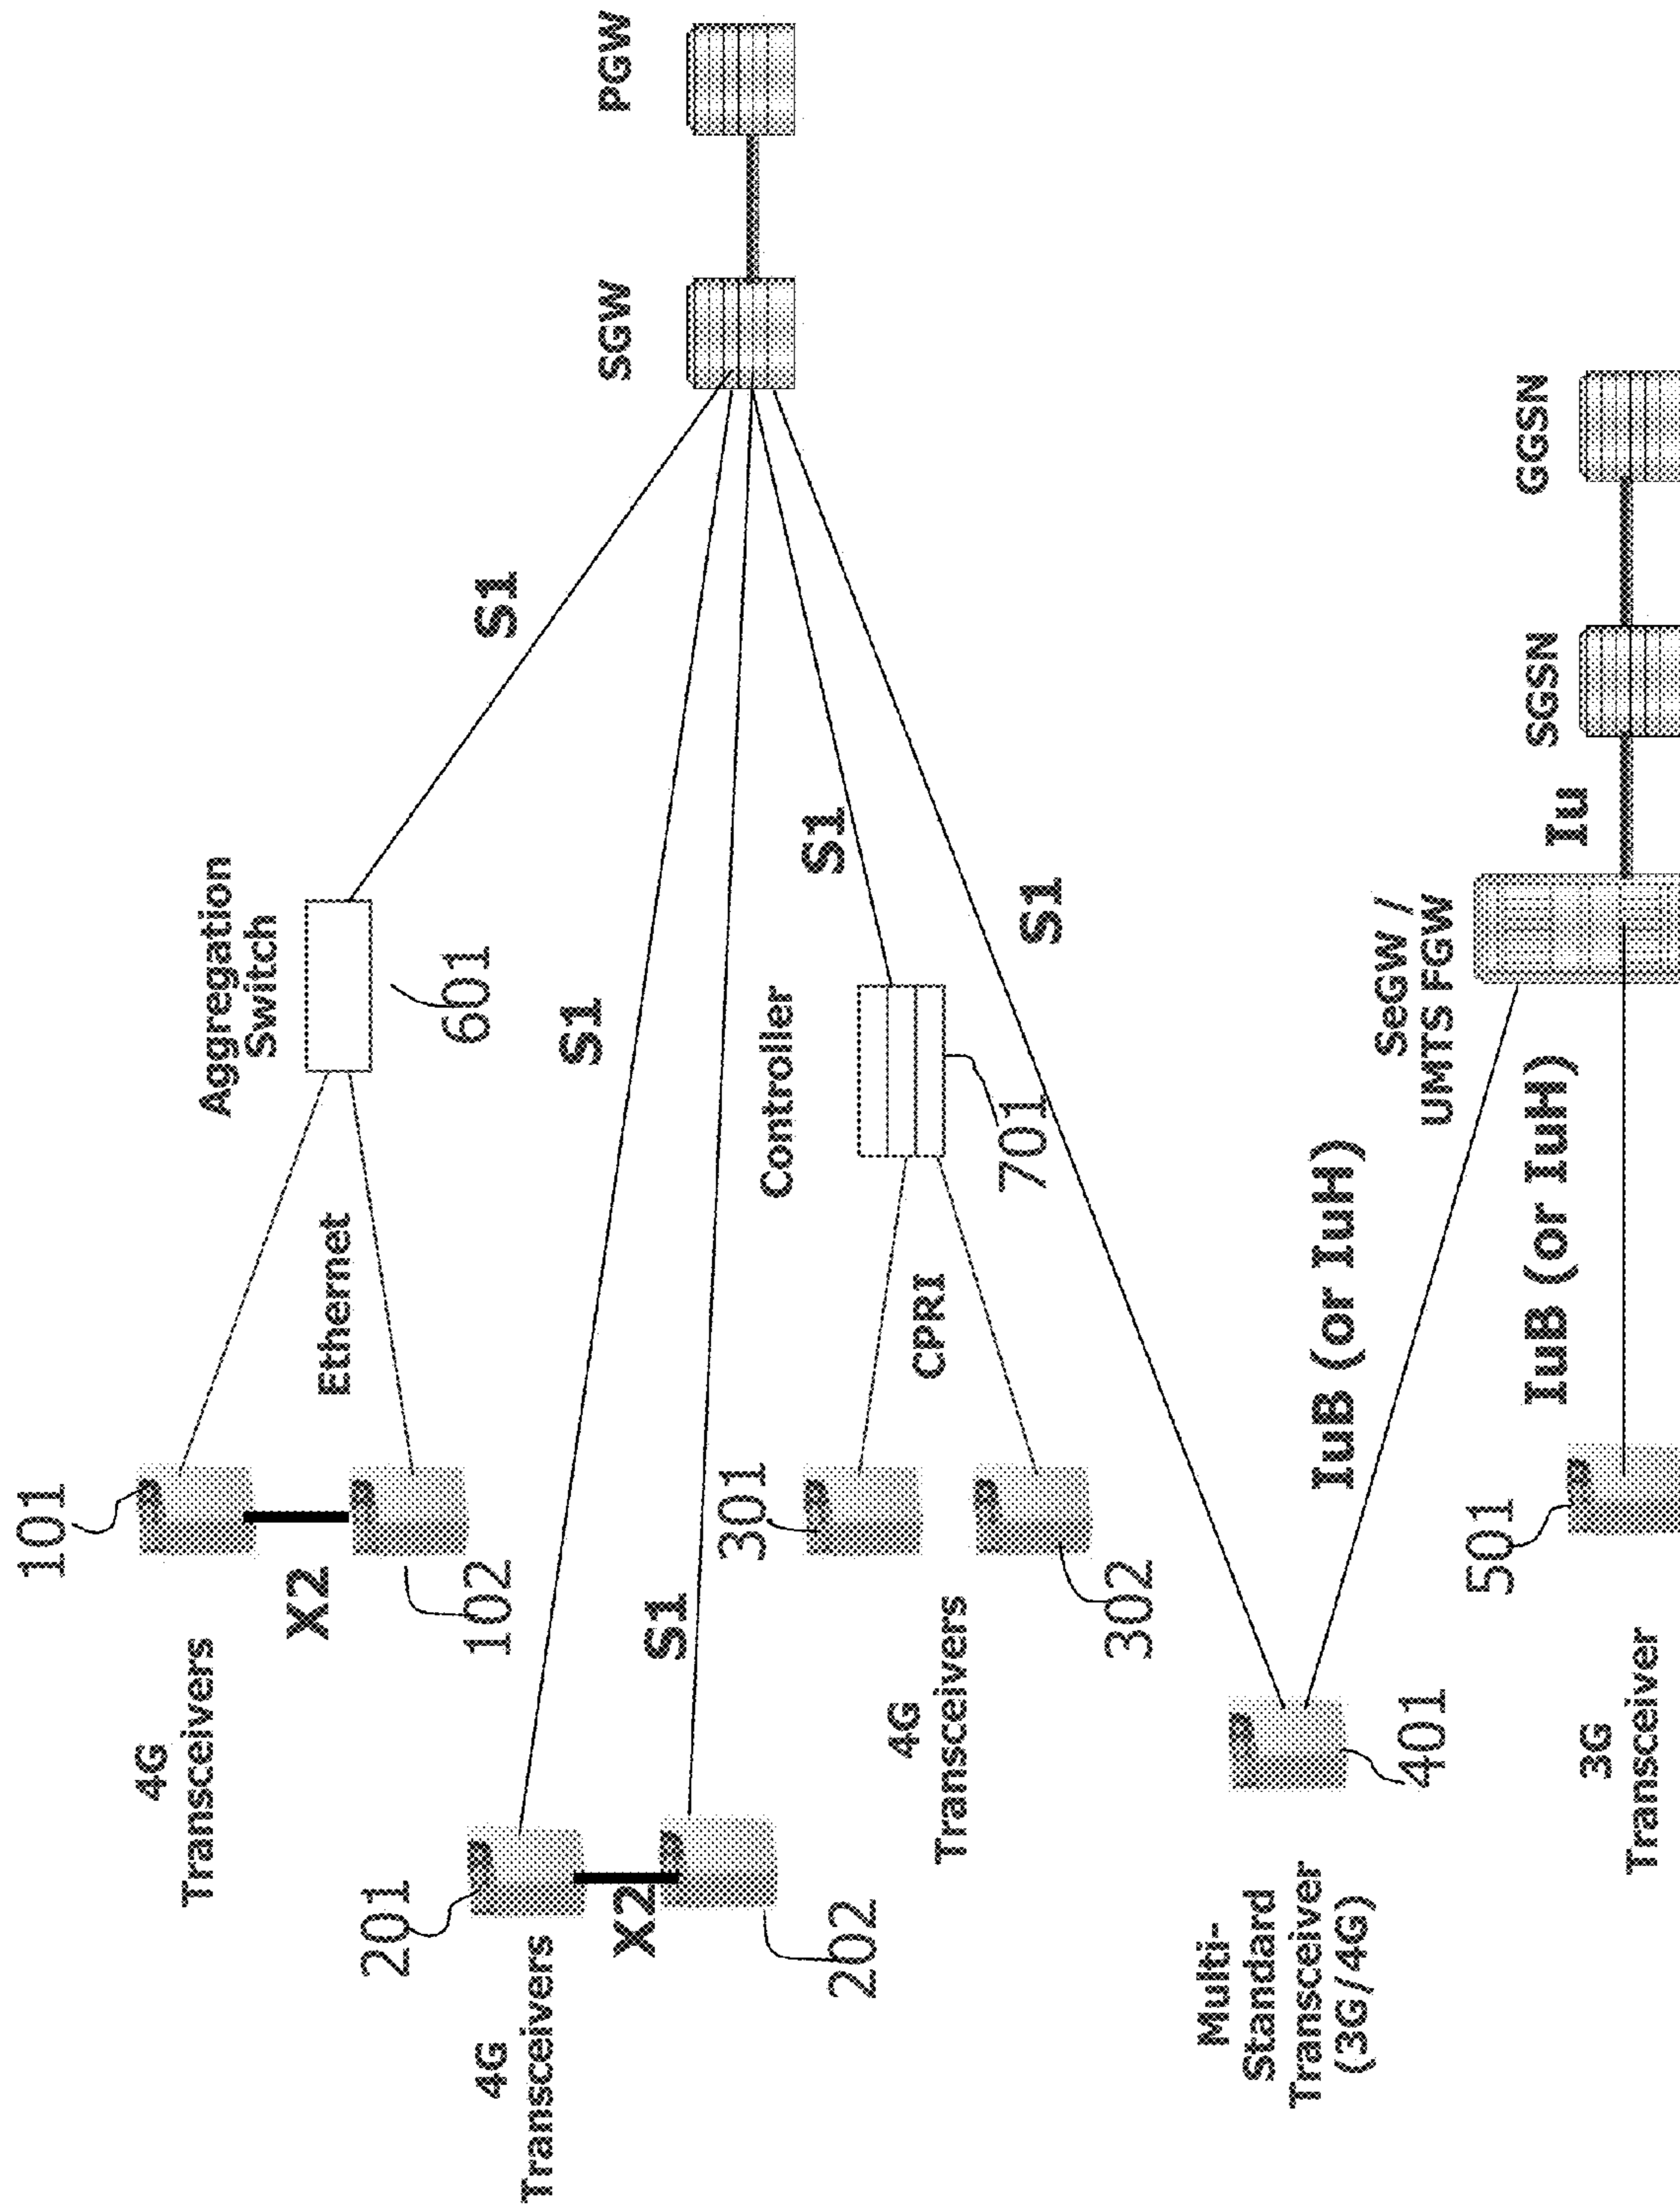 101
4G
Transceivers
X2
102
Ethernet
Aggregation
Switch
601
S1
201
4G
Transceivers
X2
202
S1
S1
SGW
PGW
301
4G
Transceivers
302
CPRI
Controller
701
S1
S1
Multi-
Standard
Transceiver
(3G/4G)
401
IuB (or IuH)
SeGW /
UMTS FGW
Iu
SGSN
GGSN
501
3G
Transceiver
IuB (or IuH)